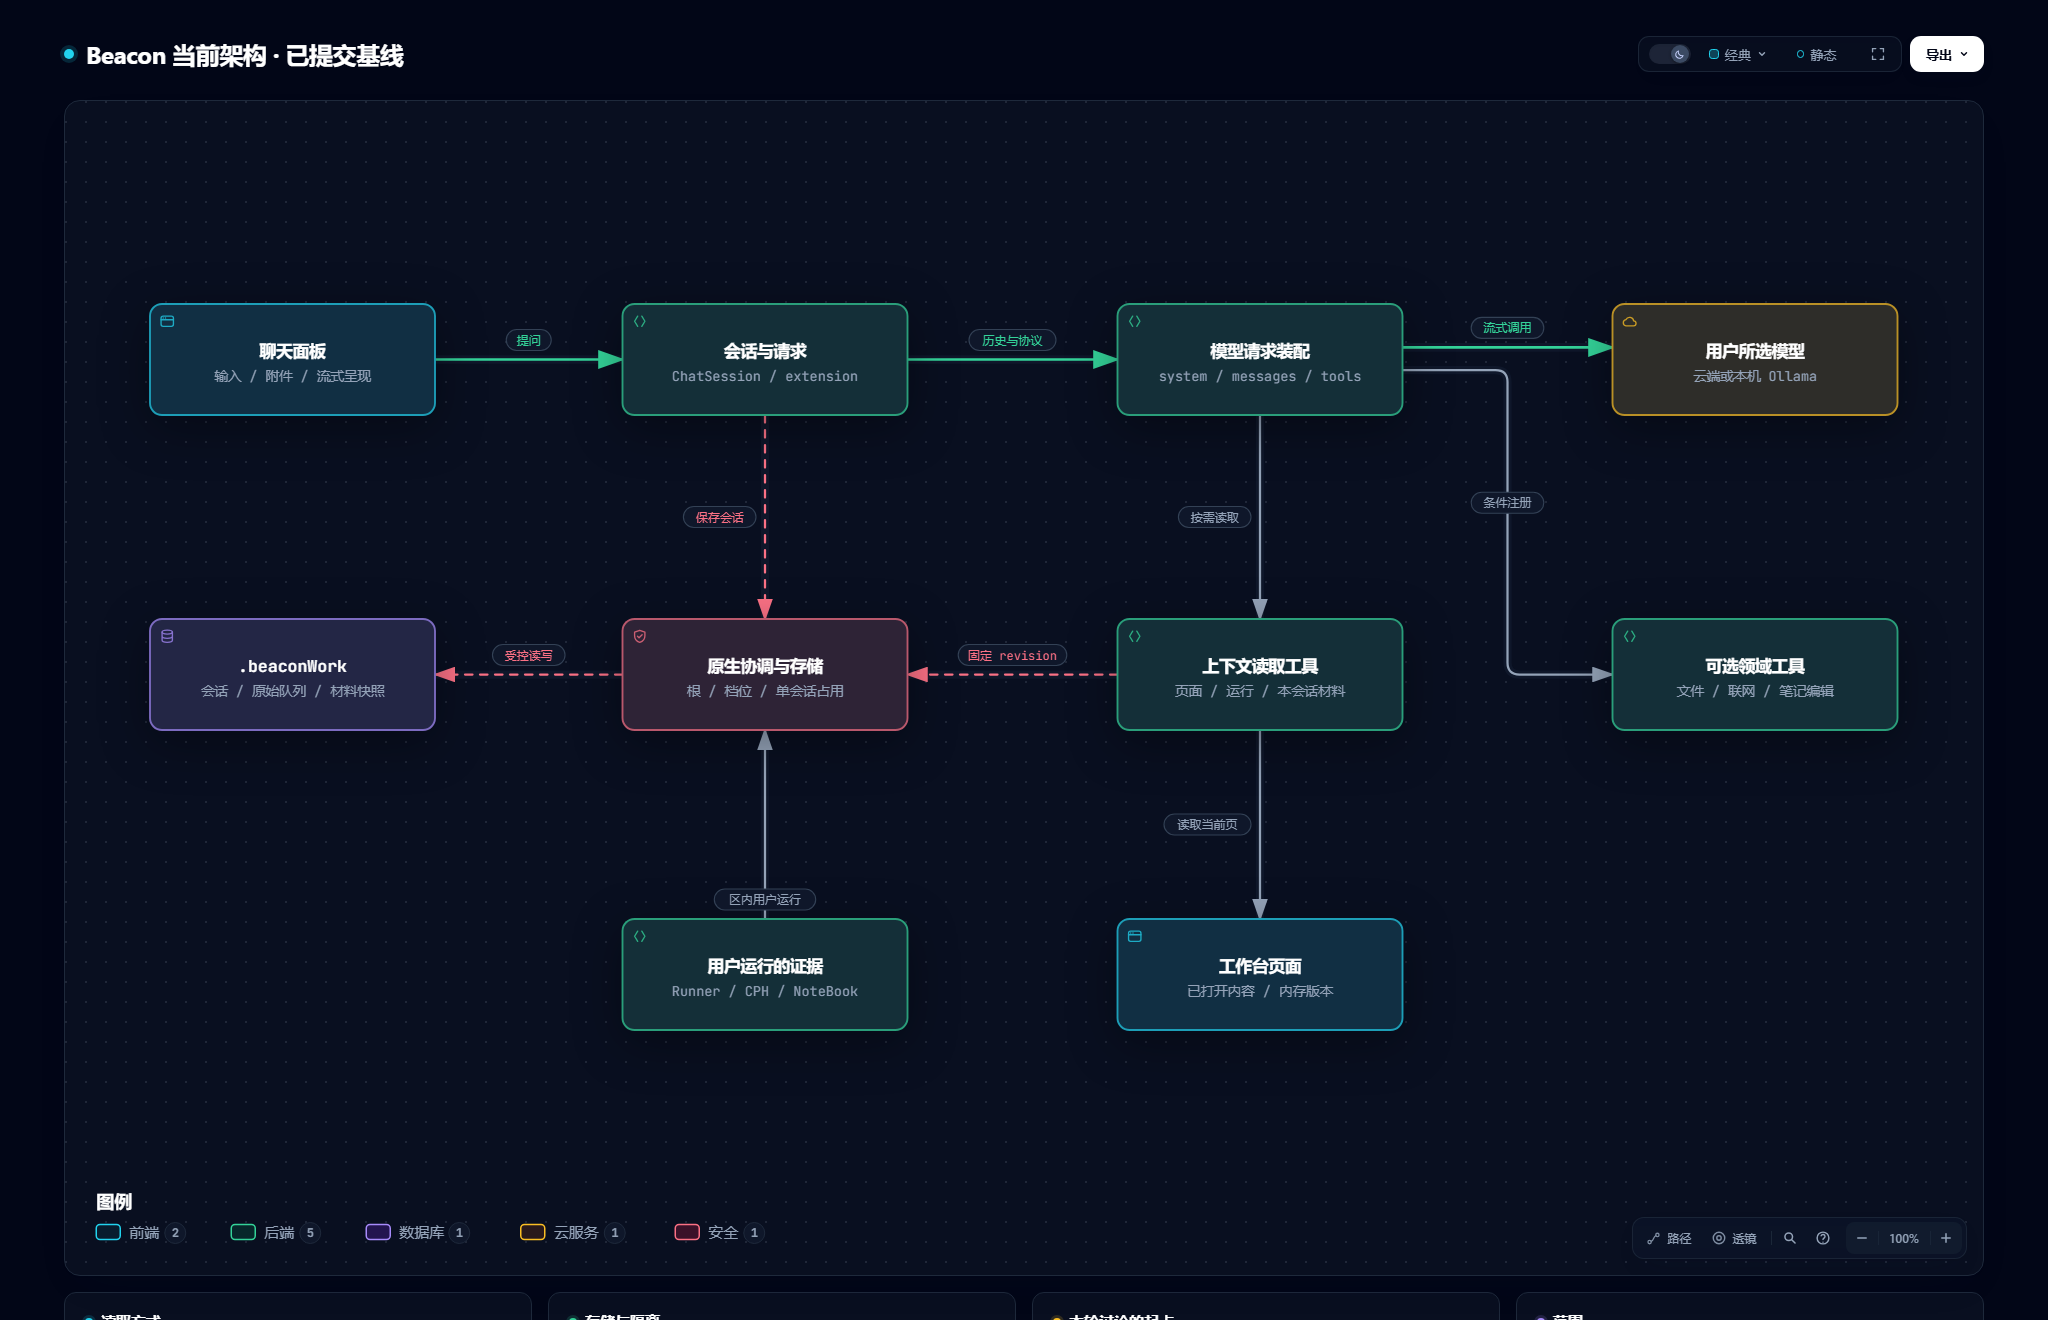 Beacon 当前架构 · 已提交基线
经典
静态
导出
聊天面板
输入 / 附件 / 流式呈现
提问
会话与请求
ChatSession / extension
历史与协议
模型请求装配
system / messages / tools
流式调用
用户所选模型
云端或本机 Ollama
保存会话
按需读取
条件注册
.beaconWork
会话 / 原始队列 / 材料快照
受控读写
原生协调与存储
根 / 档位 / 单会话占用
固定 revision
上下文读取工具
页面 / 运行 / 本会话材料
可选领域工具
文件 / 联网 / 笔记编辑
读取当前页
区内用户运行
用户运行的证据
Runner / CPH / NoteBook
工作台页面
已打开内容 / 内存版本
图例
前端 2
后端 5
数据库 1
云服务 1
安全 1
路径
透镜
100%